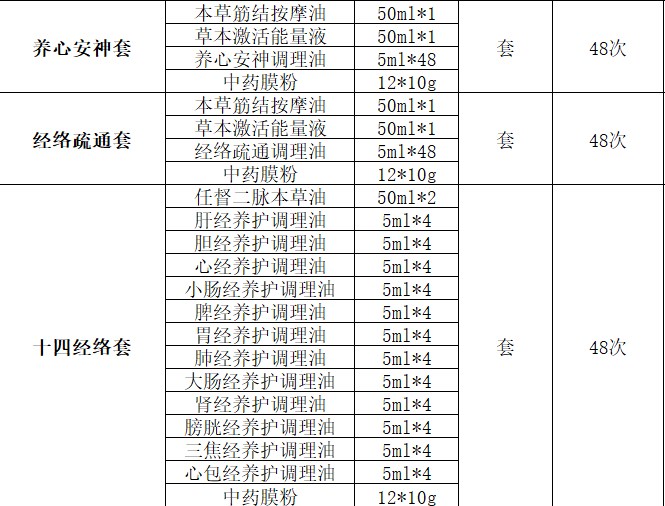 养心安神套 本草筋结按摩油 50ml*1 套 48次
草本激活能量液 50ml*1
养心安神调理油 5ml*48
中药膜粉 12*10g
经络疏通套 本草筋结按摩油 50ml*1 套 48次
草本激活能量液 50ml*1
经络疏通调理油 5ml*48
中药膜粉 12*10g
十四经络套 任督二脉本草油 50ml*2 套 48次
肝经养护调理油 5ml*4
胆经养护调理油 5ml*4
心经养护调理油 5ml*4
小肠经养护调理油 5ml*4
脾经养护调理油 5ml*4
胃经养护调理油 5ml*4
肺经养护调理油 5ml*4
大肠经养护调理油 5ml*4
肾经养护调理油 5ml*4
膀胱经养护调理油 5ml*4
三焦经养护调理油 5ml*4
心包经养护调理油 5ml*4
中药膜粉 12*10g